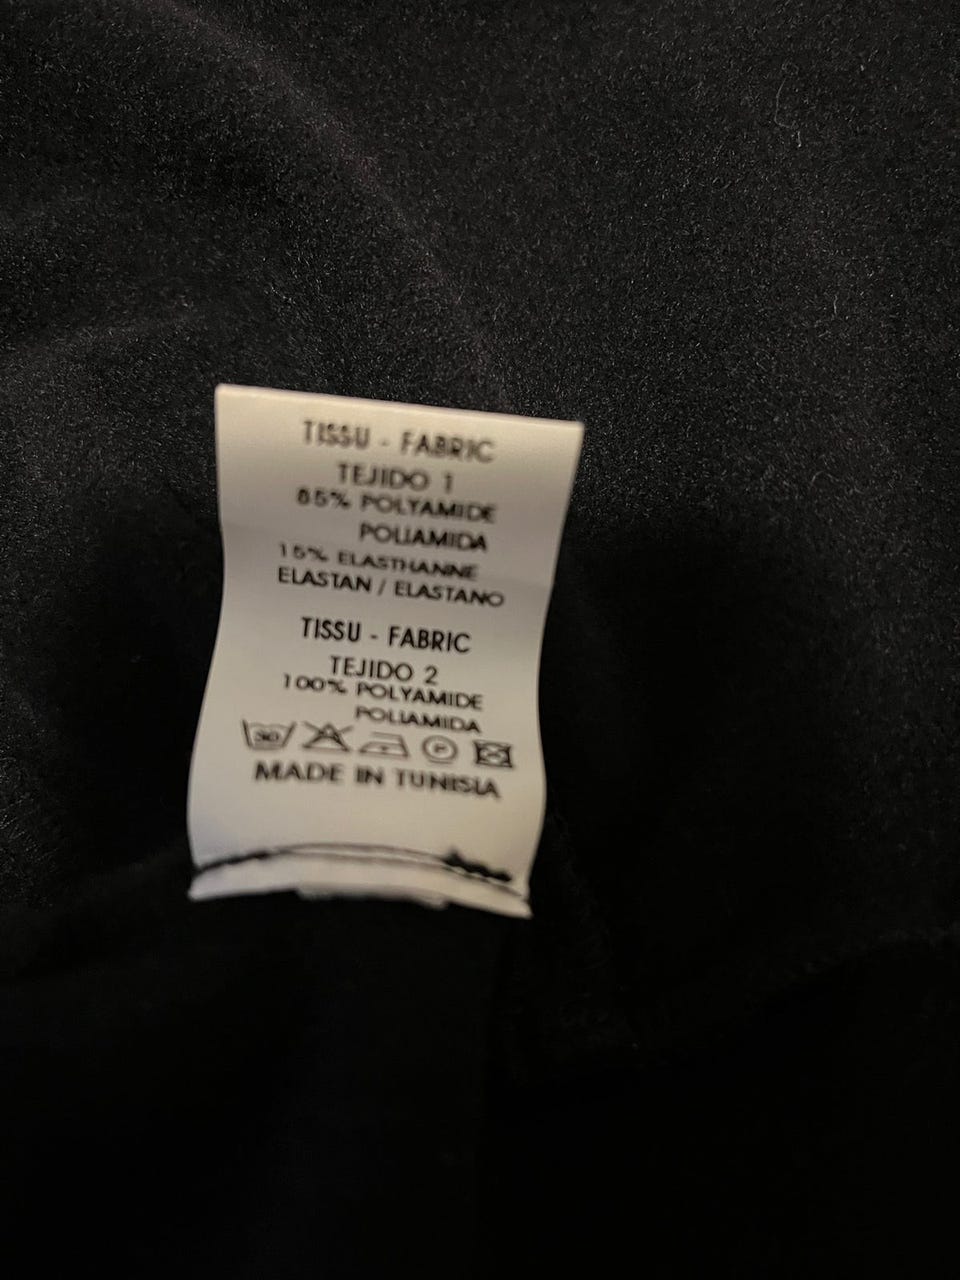 TISSU - FABRIC
TEJIDO 1
85% POLYAMIDE
POLIAMIDA
15% ELASTHANNE
ELASTAN / ELASTANO
TISSU - FABRIC
TEJIDO 2
100% POLYAMIDE
POLIAMIDA
30 P
MADE IN TUNISIA